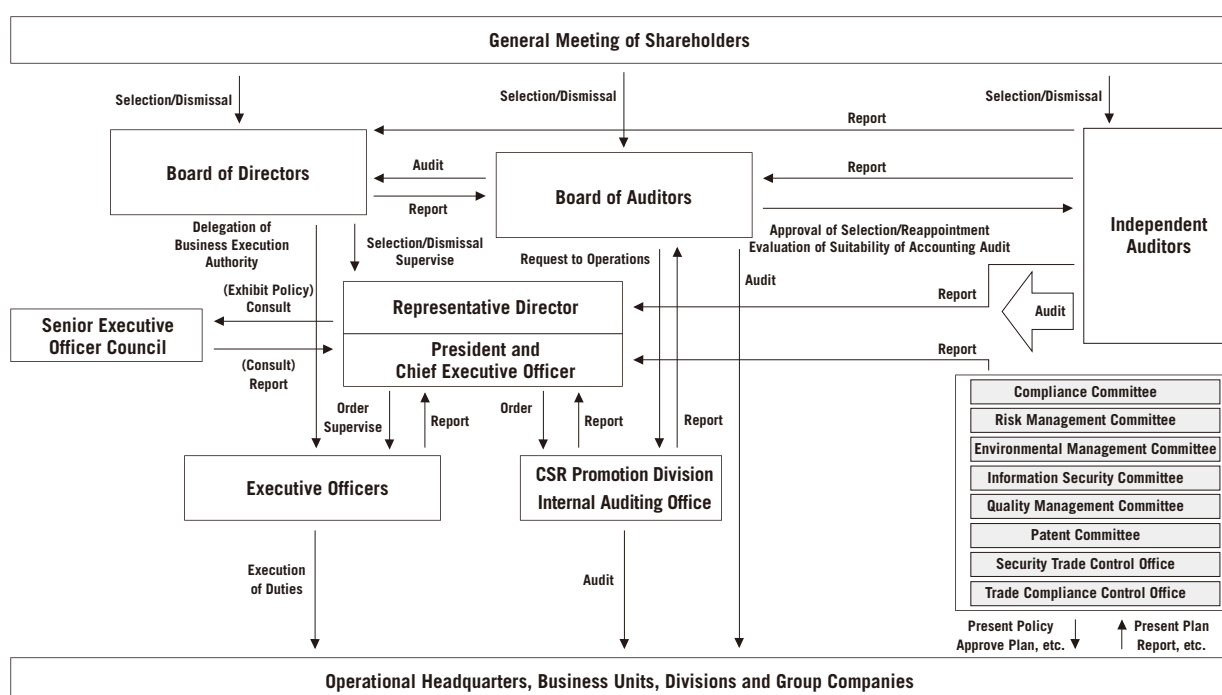 General Meeting of Shareholders
Selection/Dismissal
Selection/Dismissal
Selection/Dismissal
Report
Board of Directors
Audit
Report
Board of Auditors
Report
Independent
Auditors
Approval of Selection/Reappointment
Evaluation of Suitability of Accounting Audit
Delegation of
Business Execution
Authority
Selection/Dismissal
Supervise
Request to Operations
Audit
(Exhibit Policy)
Consult
Representative Director
Report
Audit
Senior Executive
Officer Council
(Consult)
Report
President and
Chief Executive Officer
Report
Order
Supervise
Report
Order
Report
Report
Compliance Committee
Risk Management Committee
Environmental Management Committee
Information Security Committee
Quality Management Committee
Patent Committee
Security Trade Control Office
Trade Compliance Control Office
Executive Officers
CSR Promotion Division
Internal Auditing Office
Execution
of Duties
Audit
Present Policy
Approve Plan, etc.
Present Plan
Report, etc.
Operational Headquarters, Business Units, Divisions and Group Companies